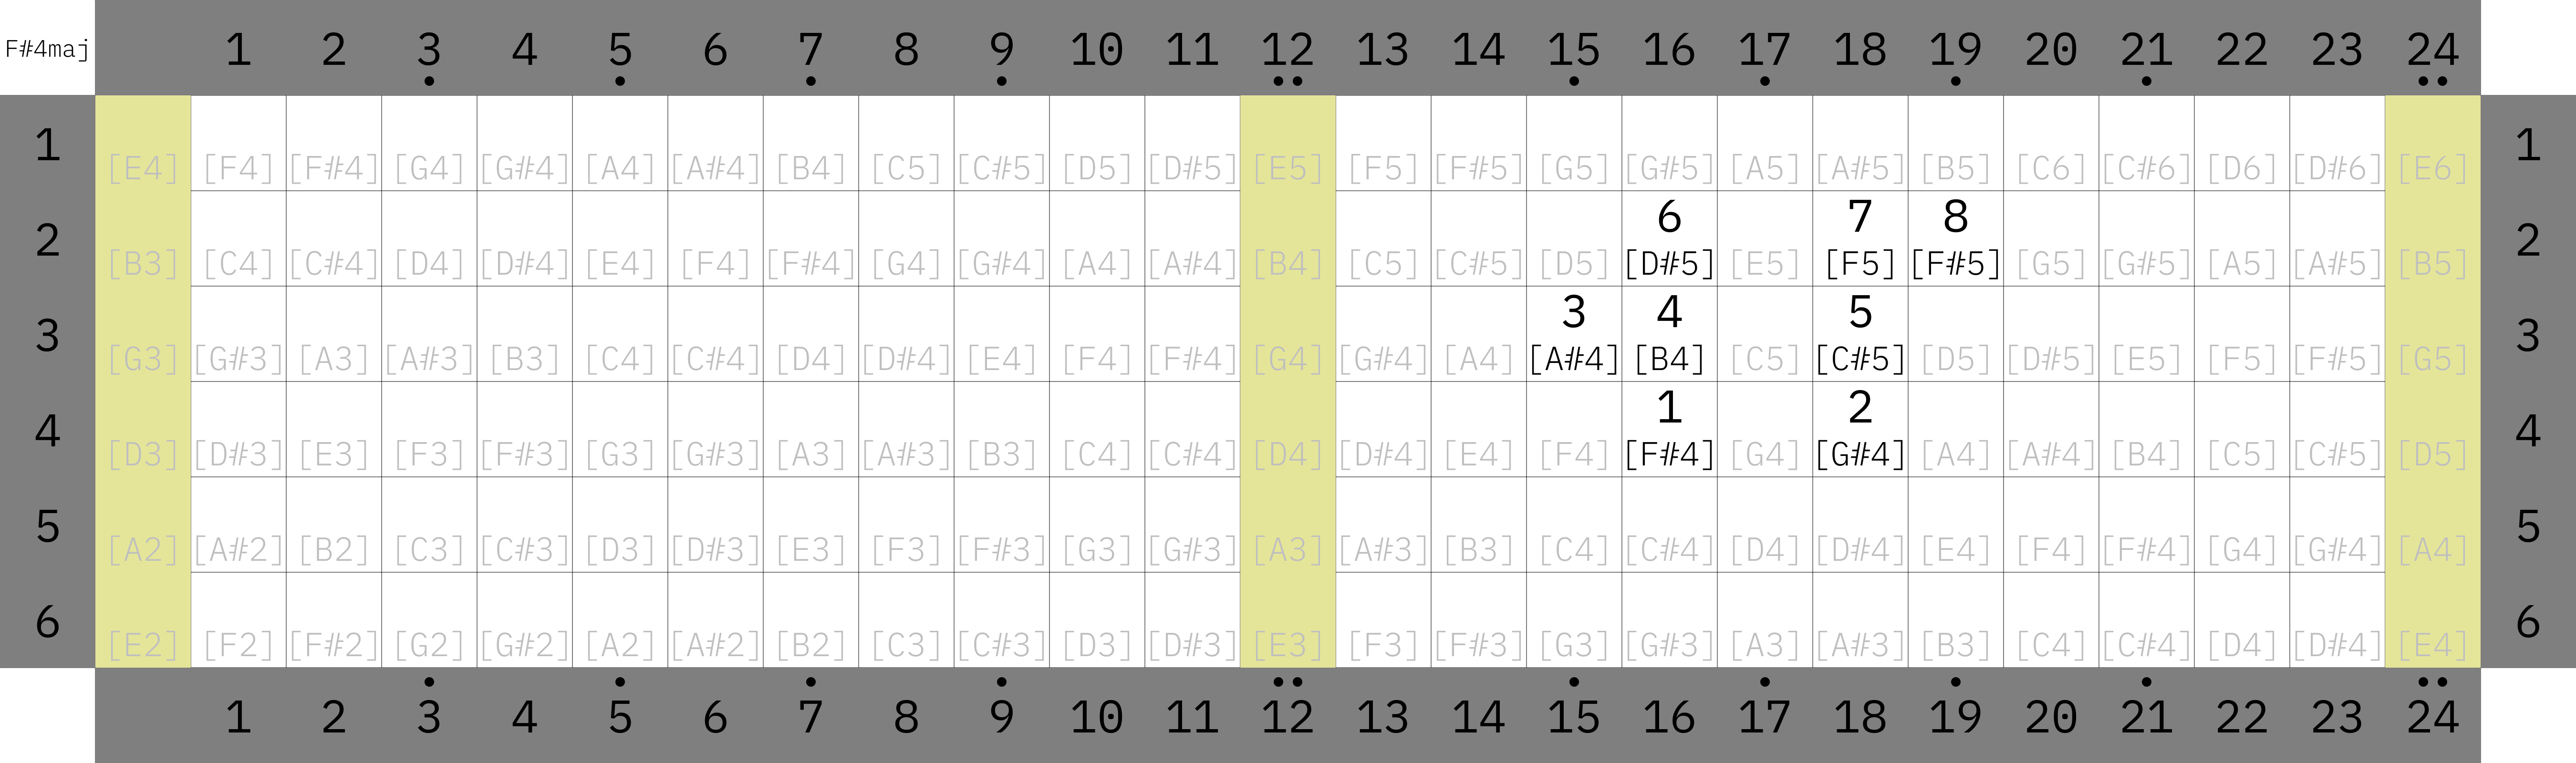 F#4maj 1 2 3 4 5 6 7 8 9 10 11 12 13 14 15 16 17 18 19 20 21 22 23 24
1 [E4] [F4] [F#4] [G4] [G#4] [A4] [A#4] [B4] [C5] [C#5] [D5] [D#5] [E5] [F5] [F#5] [G5] [G#5] [A5] [A#5] [B5] [C6] [C#6] [D6] [D#6] [E6] 1
6 7 8
2 [B3] [C4] [C#4] [D4] [D#4] [E4] [F4] [F#4] [G4] [G#4] [A4] [A#4] [B4] [C5] [C#5] [D5] [D#5] [E5] [F5] [F#5] [G5] [G#5] [A5] [A#5] [B5] 2
3 4 5
3 [G3] [G#3] [A3] [A#3] [B3] [C4] [C#4] [D4] [D#4] [E4] [F4] [F#4] [G4] [G#4] [A4] [A#4] [B4] [C5] [C#5] [D5] [D#5] [E5] [F5] [F#5] [G5] 3
1 2
4 [D3] [D#3] [E3] [F3] [F#3] [G3] [G#3] [A3] [A#3] [B3] [C4] [C#4] [D4] [D#4] [E4] [F4] [F#4] [G4] [G#4] [A4] [A#4] [B4] [C5] [C#5] [D5] 4
5 [A2] [A#2] [B2] [C3] [C#3] [D3] [D#3] [E3] [F3] [F#3] [G3] [G#3] [A3] [A#3] [B3] [C4] [C#4] [D4] [D#4] [E4] [F4] [F#4] [G4] [G#4] [A4] 5
6 [E2] [F2] [F#2] [G2] [G#2] [A2] [A#2] [B2] [C3] [C#3] [D3] [D#3] [E3] [F3] [F#3] [G3] [G#3] [A3] [A#3] [B3] [C4] [C#4] [D4] [D#4] [E4] 6
1 2 3 4 5 6 7 8 9 10 11 12 13 14 15 16 17 18 19 20 21 22 23 24